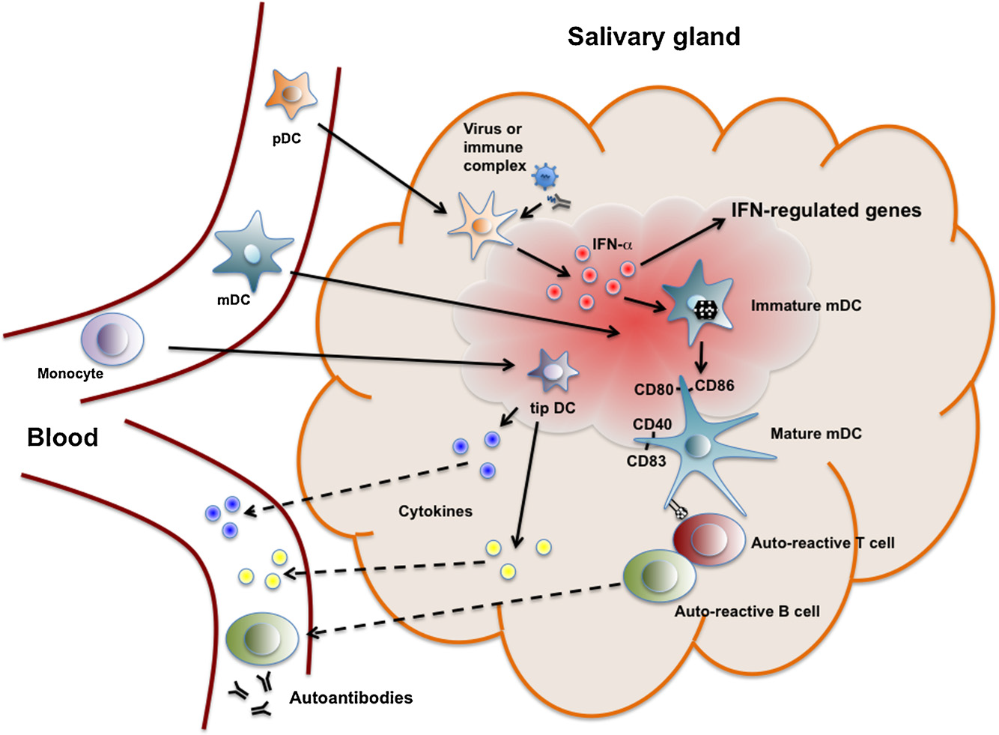 Salivary gland
pDC
Virus or
immune
complex
IFN-regulated genes
IFN-α
mDC
Immature mDC
Monocyte
CD80
CD86
tip DC
Blood
CD40
Mature mDC
CD83
Cytokines
Auto-reactive T cell
Auto-reactive B cell
Autoantibodies